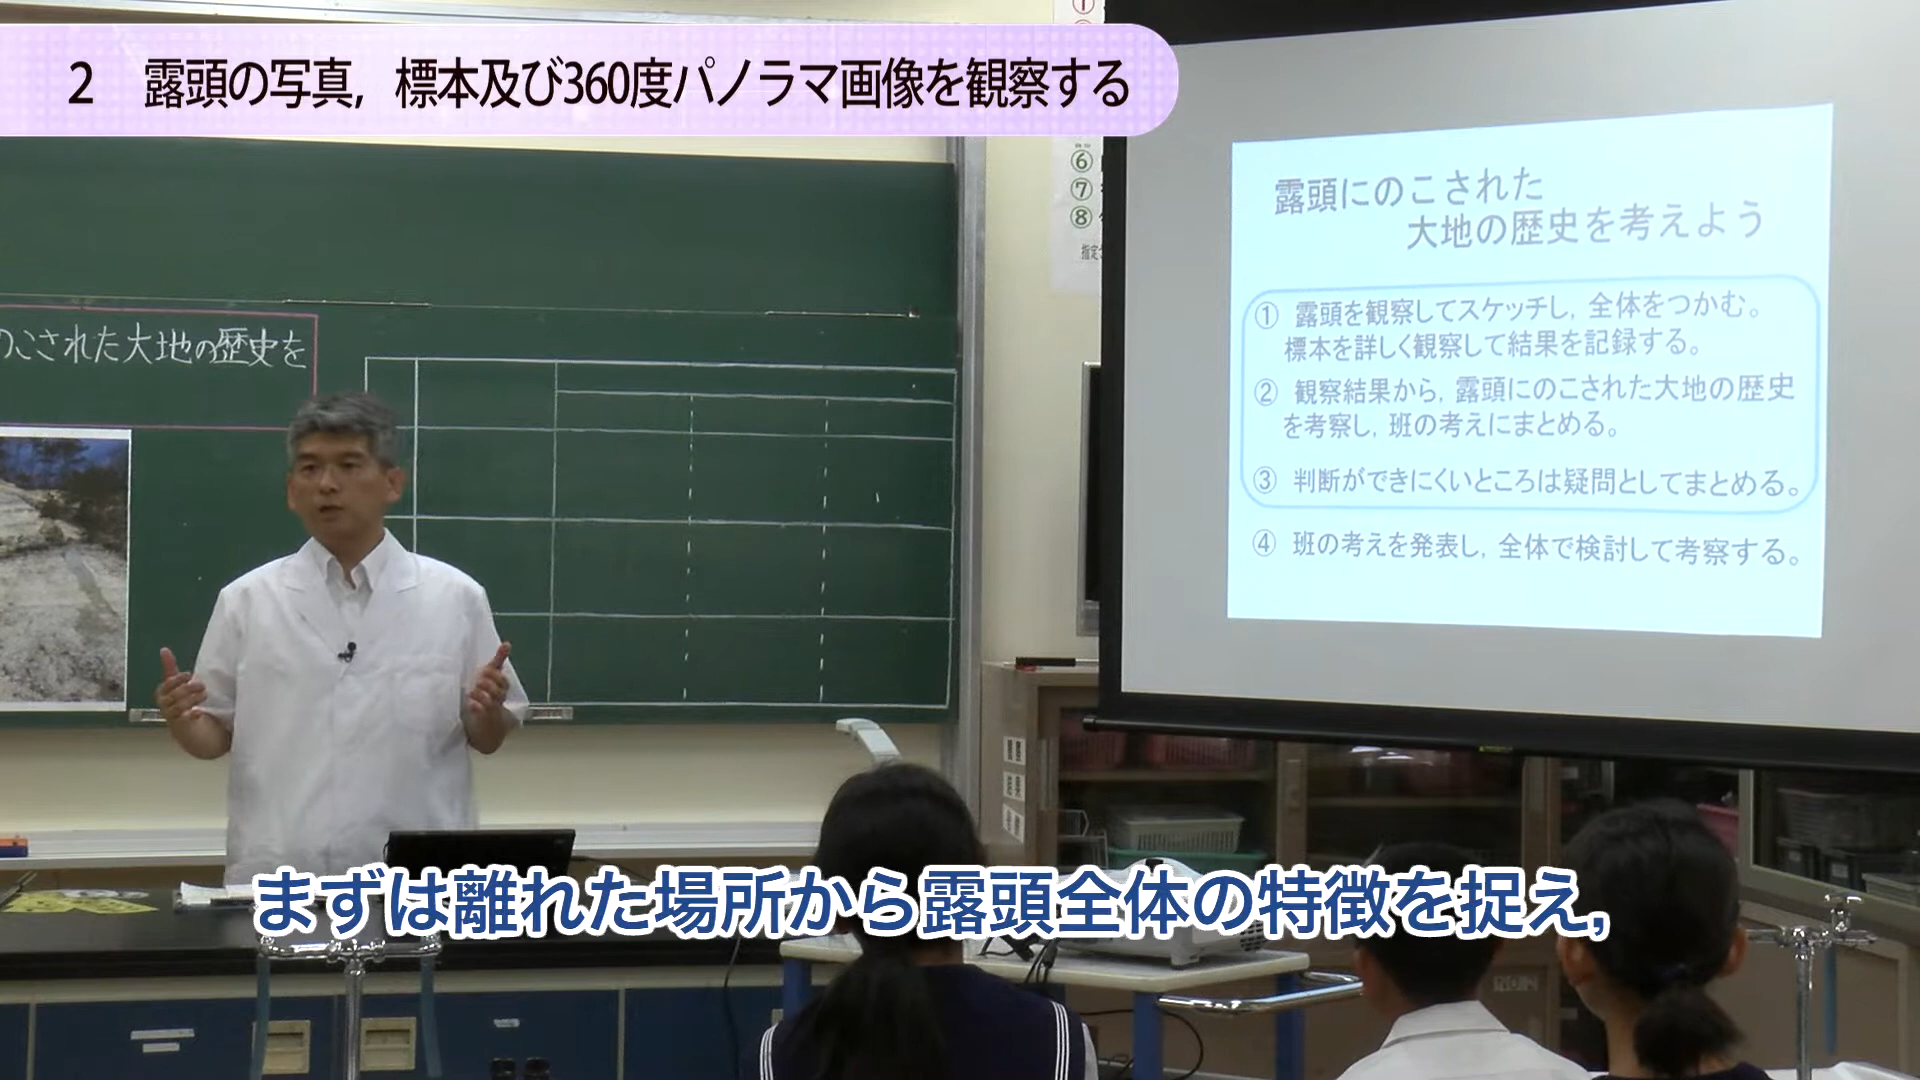 2 露頭の写真，標本及び360度パノラマ画像を観察する
⑥
⑦
⑧
のこされた大地の歴史を
露頭にのこされた
大地の歴史を考えよう
① 露頭を観察してスケッチし，全体をつかむ。
標本を詳しく観察して結果を記録する。
② 観察結果から，露頭にのこされた大地の歴史
を考察し，班の考えにまとめる。
③ 判断ができにくいところは疑問としてまとめる。
④ 班の考えを発表し，全体で検討して考察する。
まずは離れた場所から露頭全体の特徴を捉え，